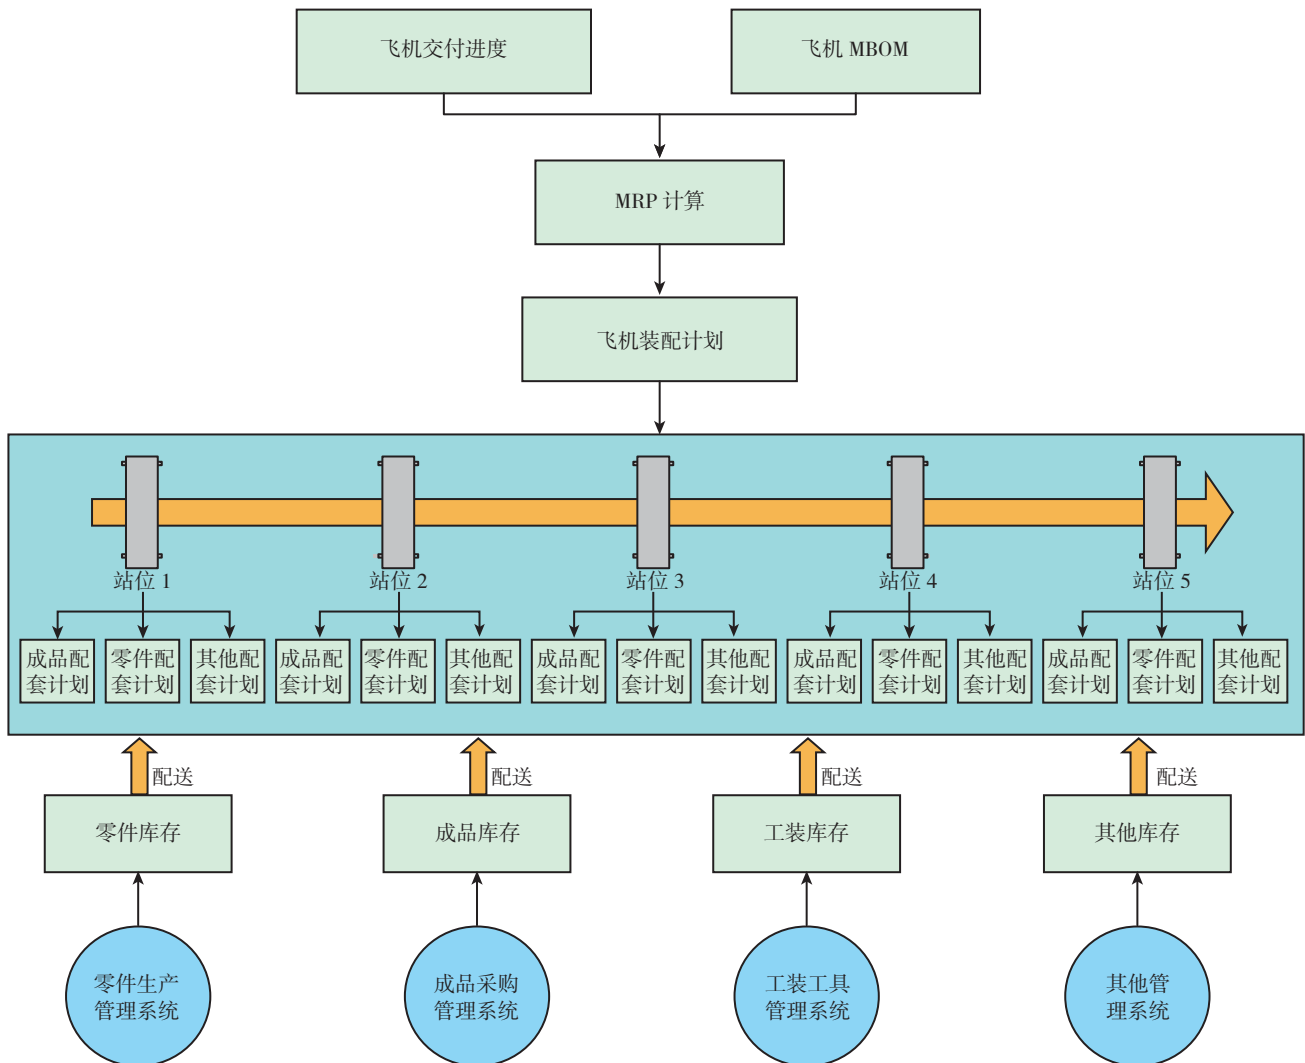 飞机交付进度
飞机 MBOM
MRP 计算
飞机装配计划
站位 1
站位 2
站位 3
站位 4
站位 5
成品配
套计划
零件配
套计划
其他配
套计划
成品配
套计划
零件配
套计划
其他配
套计划
成品配
套计划
零件配
套计划
其他配
套计划
成品配
套计划
零件配
套计划
其他配
套计划
成品配
套计划
零件配
套计划
其他配
套计划
配送
配送
配送
配送
零件库存
成品库存
工装库存
其他库存
零件生产
管理系统
成品采购
管理系统
工装工具
管理系统
其他管
理系统